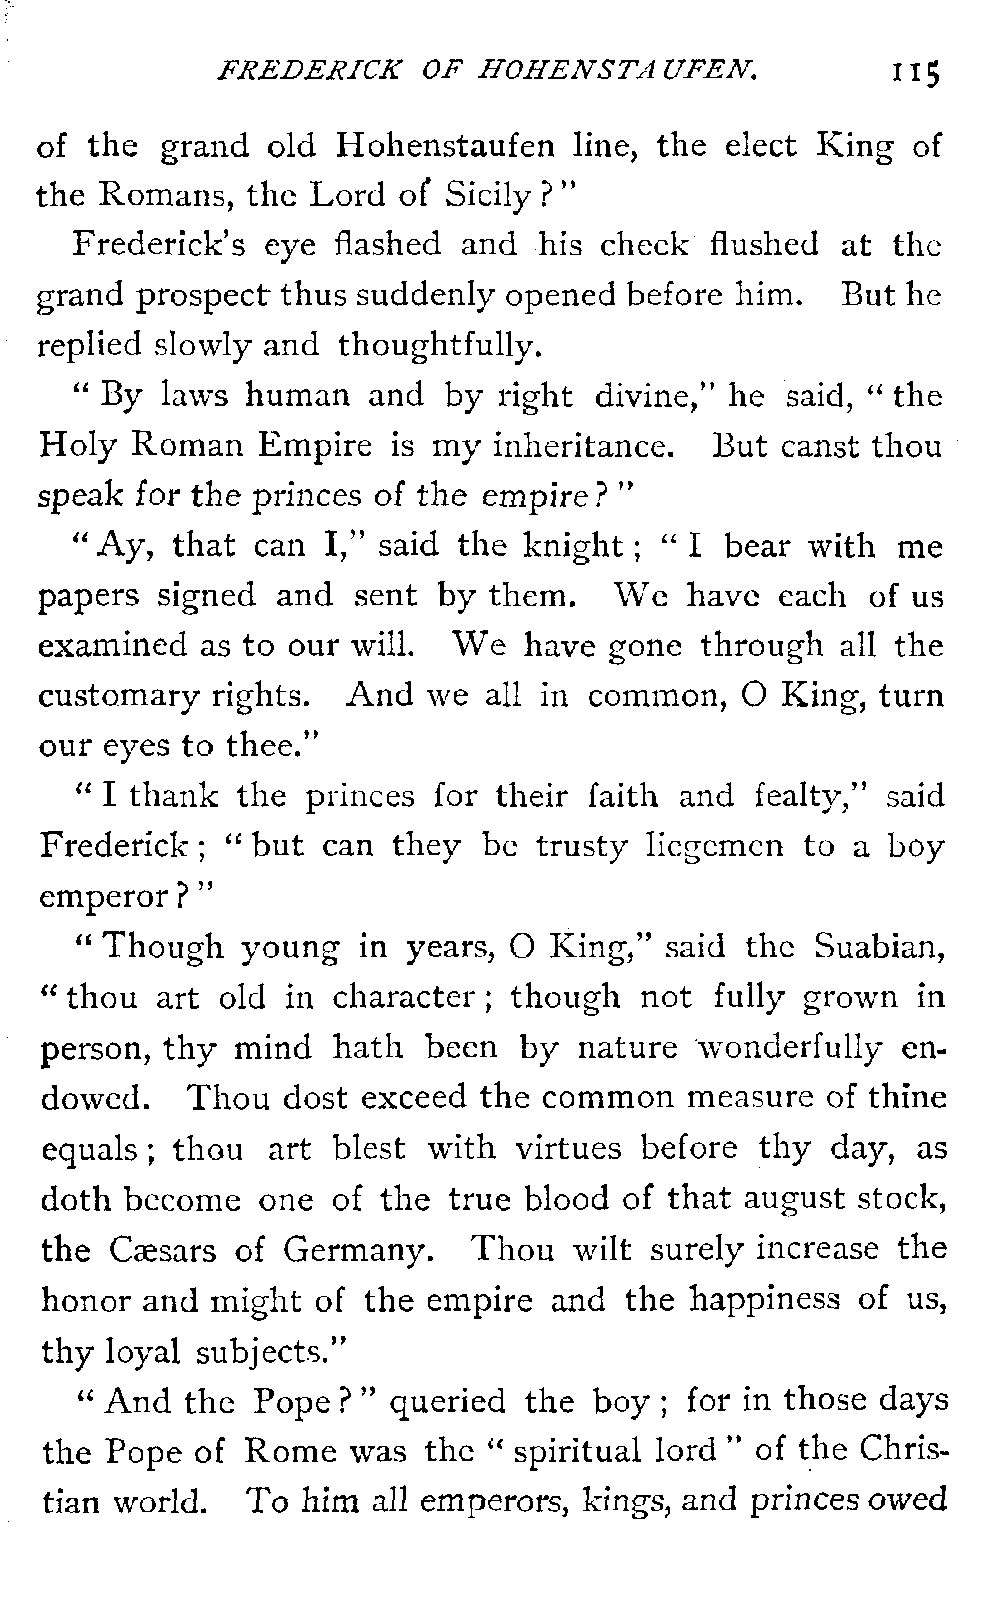 FREDERICK OF HOHENSTAUFEN. 115
of the grand old Hohenstaufen line, the elect King of
the Romans, the Lord of Sicily?"
Frederick's eye flashed and his cheek flushed at the
grand prospect thus suddenly opened before him. But he
replied slowly and thoughtfully.
"By laws human and by right divine," he said, "the
Holy Roman Empire is my inheritance. But canst thou
speak for the princes of the empire?"
"Ay, that can I," said the knight; "I bear with me
papers signed and sent by them. We have each of us
examined as to our will. We have gone through all the
customary rights. And we all in common, O King, turn
our eyes to thee."
"I thank the princes for their faith and fealty," said
Frederick; "but can they be trusty liegemen to a boy
emperor?"
"Though young in years, O King," said the Suabian,
"thou art old in character; though not fully grown in
person, thy mind hath been by nature wonderfully en-
dowed. Thou dost exceed the common measure of thine
equals; thou art blest with virtues before thy day, as
doth become one of the true blood of that august stock,
the Cæsars of Germany. Thou wilt surely increase the
honor and might of the empire and the happiness of us,
thy loyal subjects."
"And the Pope?" queried the boy; for in those days
the Pope of Rome was the "spiritual lord" of the Chris-
tian world. To him all emperors, kings, and princes owed